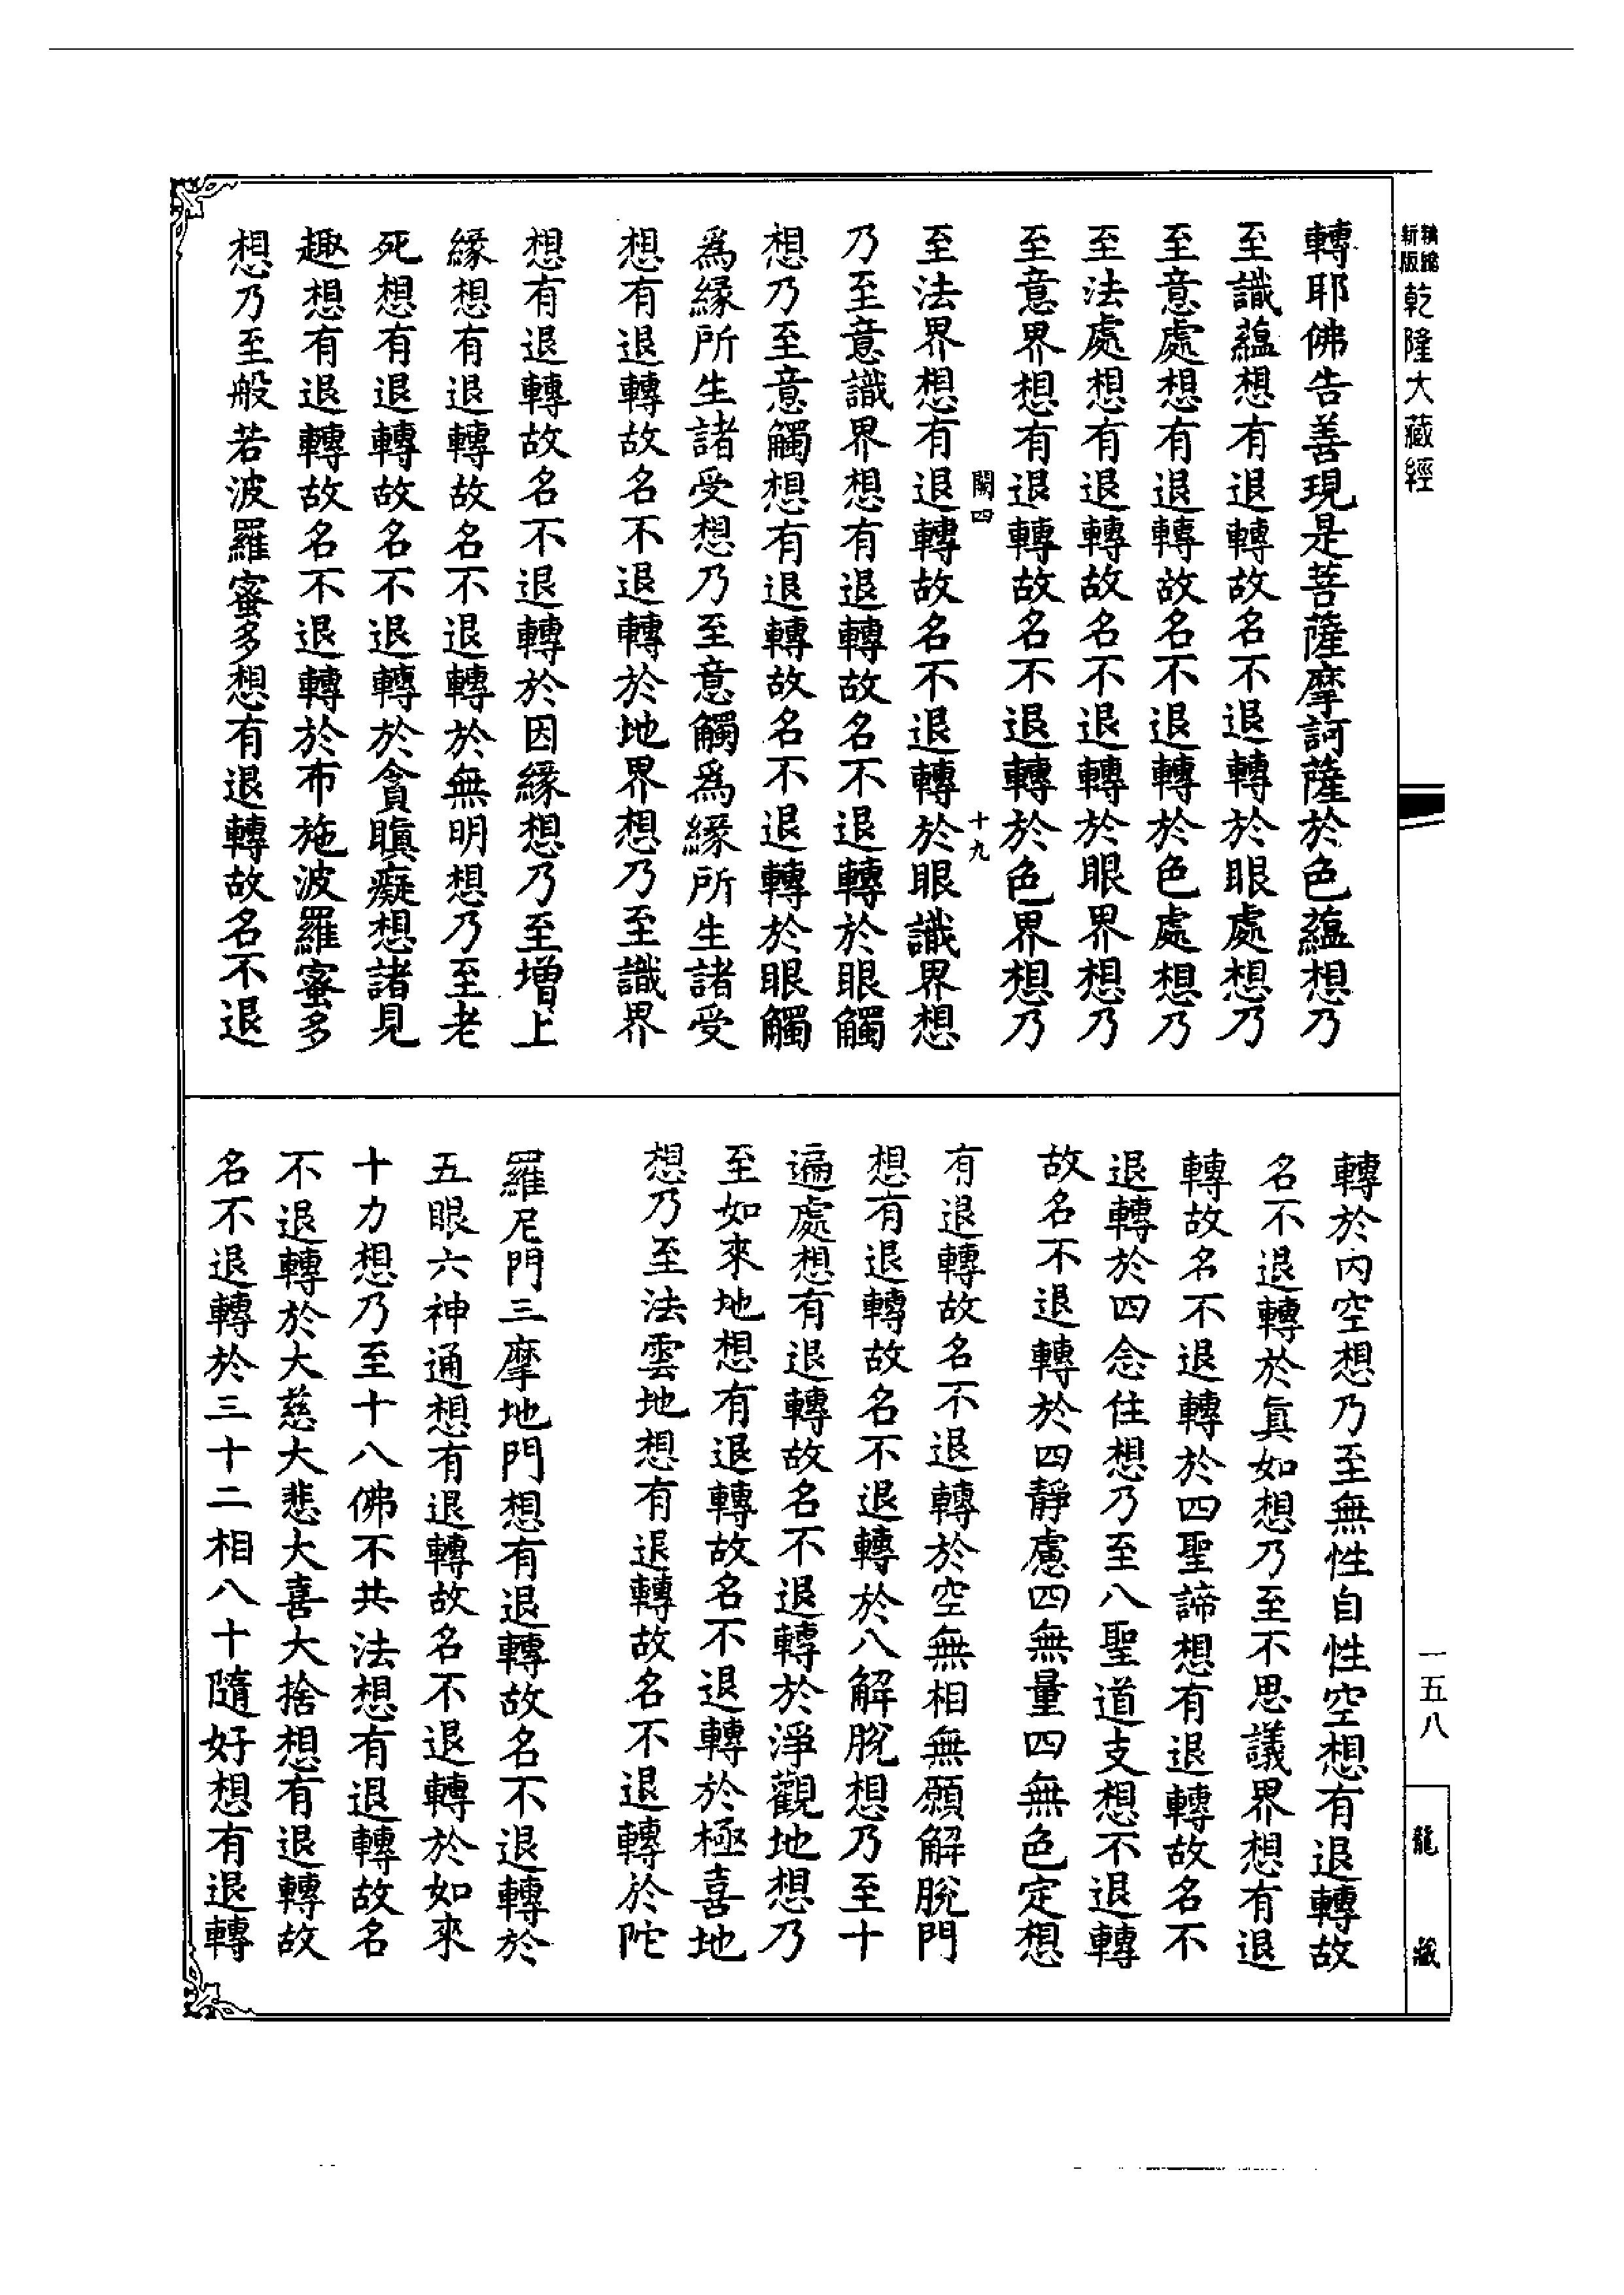 新版
乾隆大藏經
轉耶佛告善現是菩薩摩訶薩於色蘊想乃
至識蘊想有退轉故名不退轉於眼處想乃
至意處想有退轉故名不退轉於色處想乃
至法處想有退轉故名不退轉於眼界想乃
至意界想有退轉故名不退轉於色界想乃
闕四
十九
至法界想有退轉故名不退轉於眼識界想
乃至意識界想有退轉故名不退轉於眼觸
想乃至意觸想有退轉故名不退轉於眼觸
為緣所生諸受想乃至意觸為緣所生諸受
想有退轉故名不退轉於地界想乃至識界
想有退轉故名不退轉於因緣想乃至增上
緣想有退轉故名不退轉於無明想乃至老
死想有退轉故名不退轉於貪瞋癡想諸見
趣想有退轉故名不退轉於布施波羅蜜多
想乃至般若波羅蜜多想有退轉故名不退
轉於內空想乃至無性自性空想有退轉故
名不退轉於真如想乃至不思議界想有退
轉故名不退轉於四聖諦想有退轉故名不
退轉於四念住想乃至八聖道支想不退轉
故名不退轉於四靜慮四無量四無色定想
有退轉故名不退轉於空無相無願解脫門
想有退轉故名不退轉於八解脫想乃至十
遍處想有退轉故名不退轉於淨觀地想乃
至如來地想有退轉故名不退轉於極喜地
想乃至法雲地想有退轉故名不退轉於陀
羅尼門三摩地門想有退轉故名不退轉於
五眼六神通想有退轉故名不退轉於如來
十力想乃至十八佛不共法想有退轉故名
不退轉於大慈大悲大喜大捨想有退轉故
名不退轉於三十二相八十隨好想有退轉
一五八
龍藏